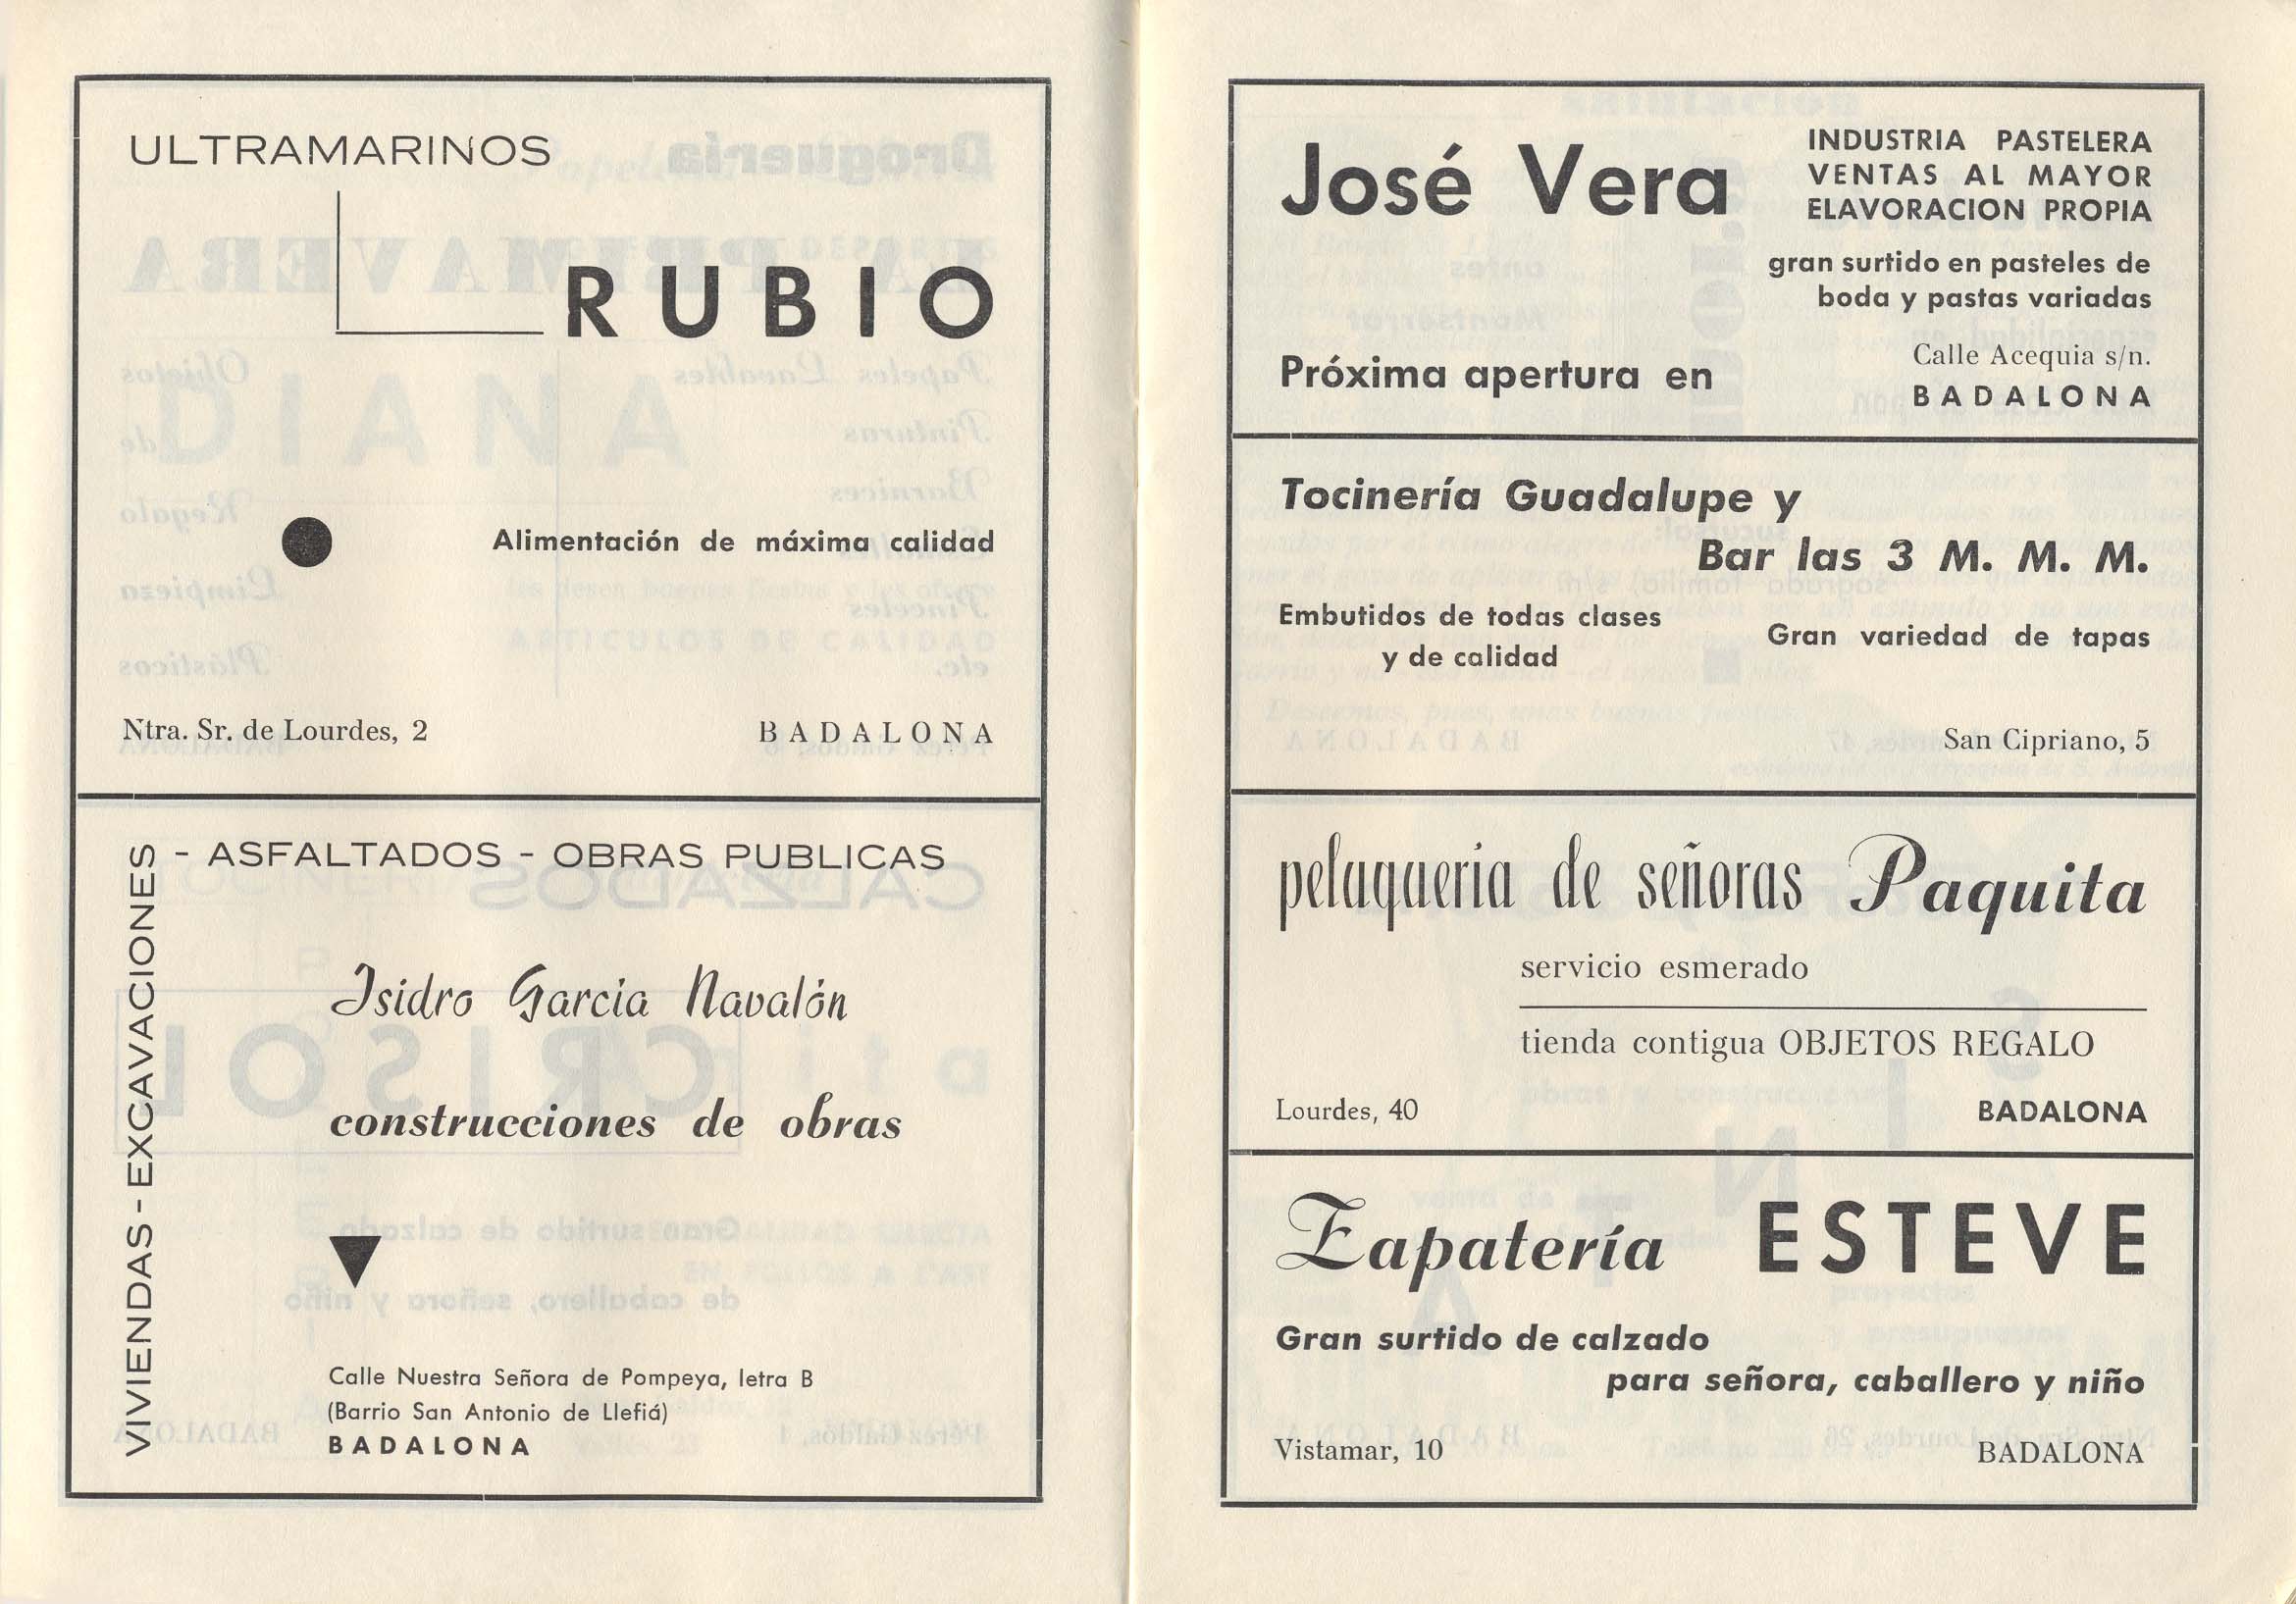 ULTRAMARINOS
RUBIO
Alimentación de máxima calidad
Ntra. Sr. de Lourdes, 2 BADALONA
VIVIENDAS - EXCAVACIONES - ASFALTADOS - OBRAS PUBLICAS
Isidro Garcia Navalón
construcciones de obras
Calle Nuestra Señora de Pompeya, letra B
(Barrio San Antonio de Llefiá)
BADALONA
José Vera
INDUSTRIA PASTELERA
VENTAS AL MAYOR
ELAVORACION PROPIA
gran surtido en pasteles de
boda y pastas variadas
Próxima apertura en
Calle Acequia s/n.
BADALONA
Tocinería Guadalupe y
Bar las 3 M. M. M.
Embutidos de todas clases
y de calidad
Gran variedad de tapas
San Cipriano, 5
peluqueria de señoras Paquita
servicio esmerado
tienda contigua OBJETOS REGALO
Lourdes, 40 BADALONA
Zapatería ESTEVE
Gran surtido de calzado
para señora, caballero y niño
Vistamar, 10 BADALONA